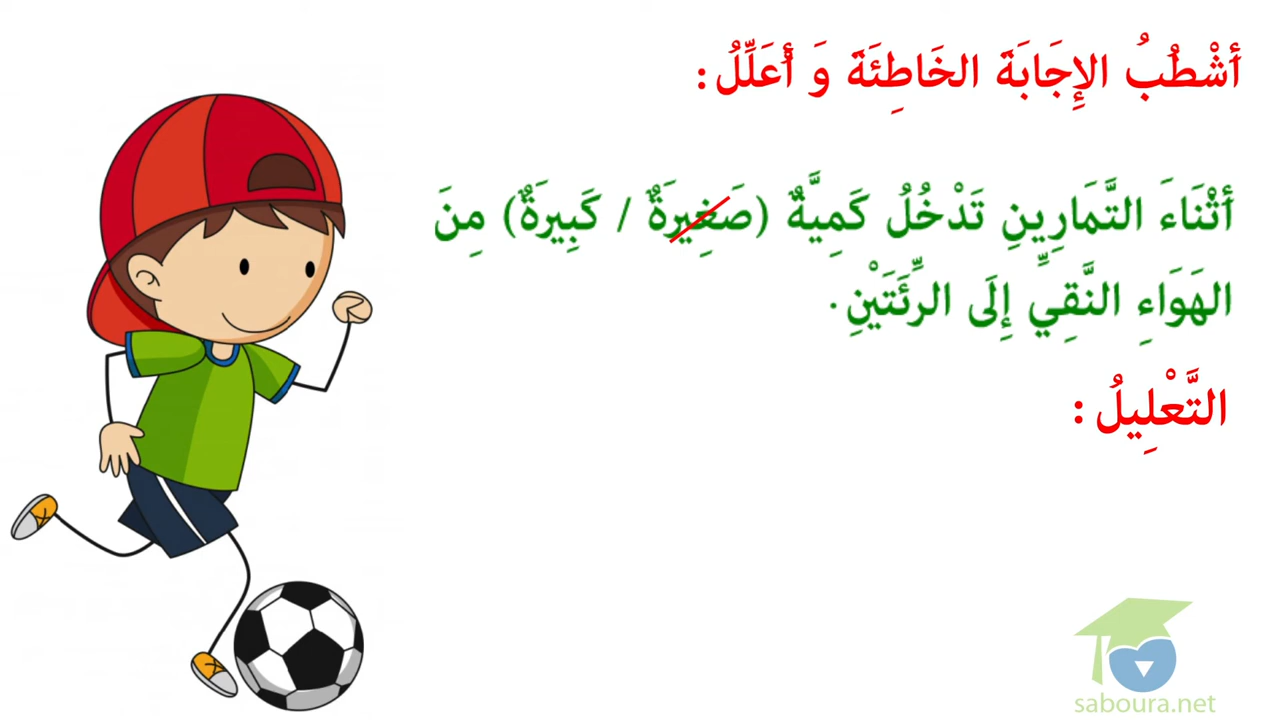 أَشْطُبُ الإِجَابَةَ الخَاطِئَةَ وَ أُعَلِّلُ :
أَثْنَاءَ التَّمَارِينِ تَدْخُلُ كَمِيَّةٌ (صَغِيرَةٌ / كَبِيرَةٌ) مِنَ
الهَوَاءِ النَّقِيِّ إِلَى الرِّئَتَيْنِ.
التَّعْلِيلُ :
saboura.net